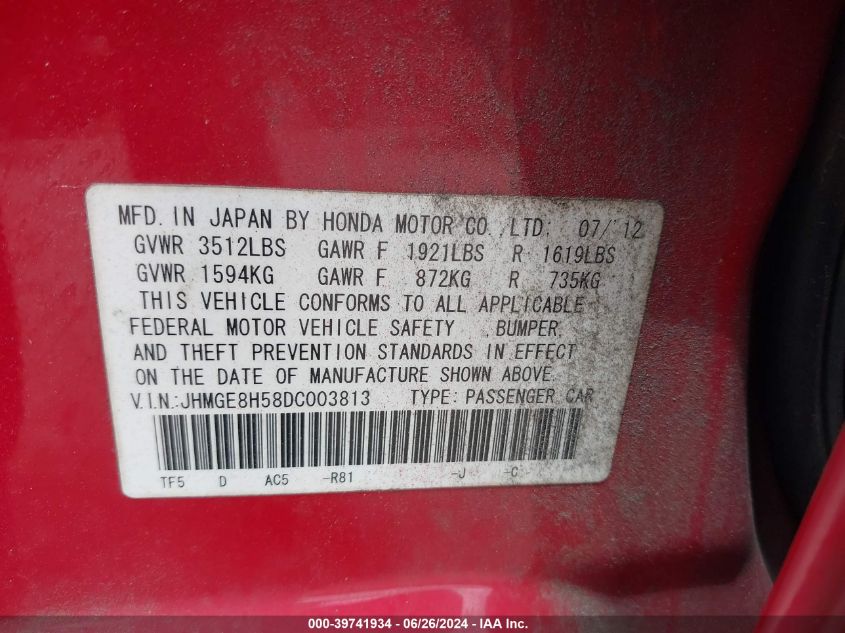 MFD. IN JAPAN BY HONDA MOTOR CO., LTD. 07/12
GVWR 3512LBS GAWR F 1921LBS R 1619LBS
GVWR 1594KG GAWR F 872KG R 735KG
THIS VEHICLE CONFORMS TO ALL APPLICABLE
FEDERAL MOTOR VEHICLE SAFETY , BUMPER,
AND THEFT PREVENTION STANDARDS IN EFFECT
ON THE DATE OF MANUFACTURE SHOWN ABOVE.
V.I.N.:JHMGE8H58DC003813 TYPE: PASSENGER CAR
TF5 D AC5 -R81 -J -C
000-39741934 - 06/26/2024 - IAA Inc.